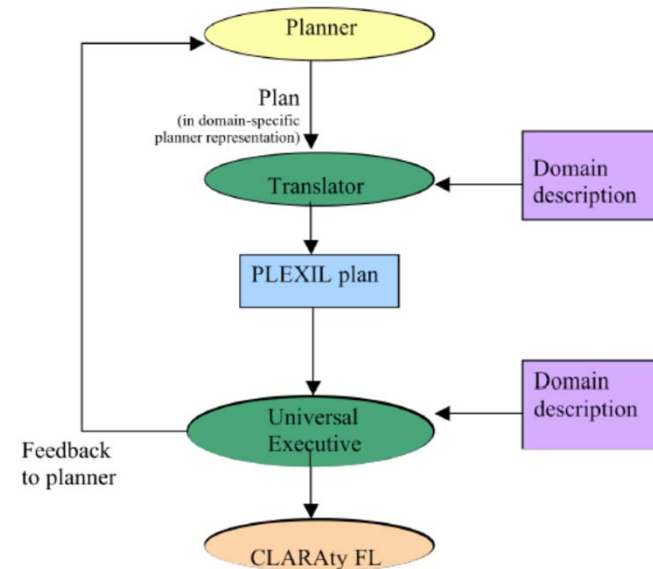 Planner
Plan
(in domain-specific
planner representation)
Translator
Domain
description
PLEXIL plan
Domain
description
Universal
Executive
Feedback
to planner
CLARAty FL